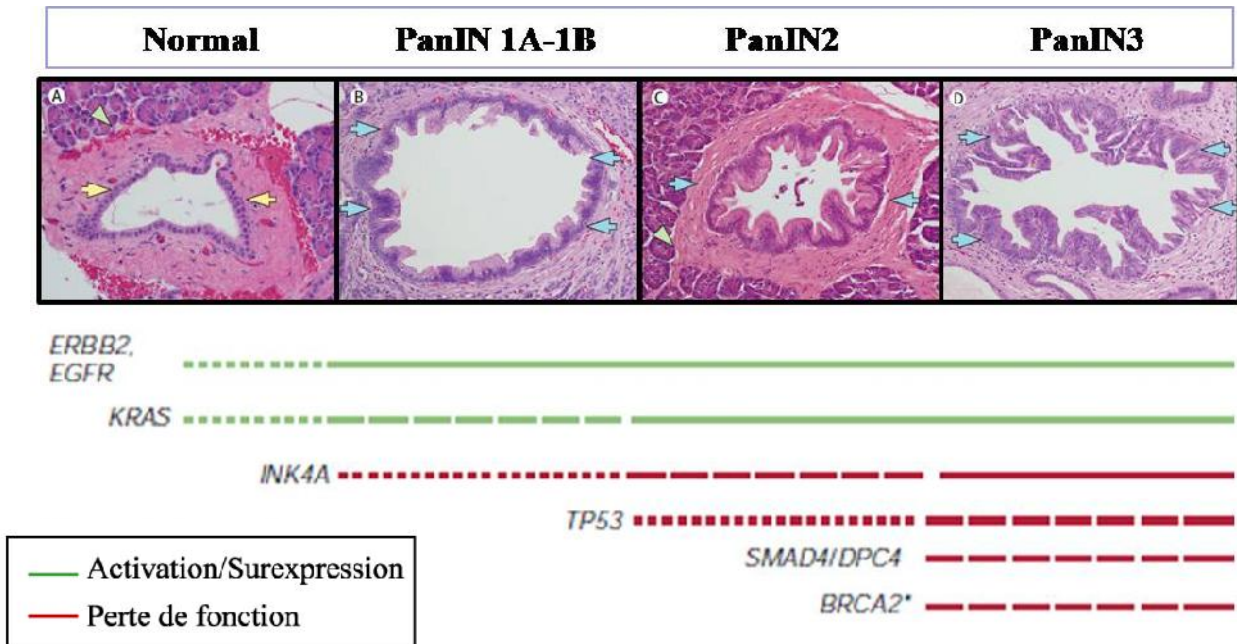 Normal PanIN 1A-1B PanIN2 PanIN3
A B C D
ERBB2,
EGFR
KRAS
INK4A
TP53
SMAD4/DPC4
BRCA2*
Activation/Surexpression
Perte de fonction